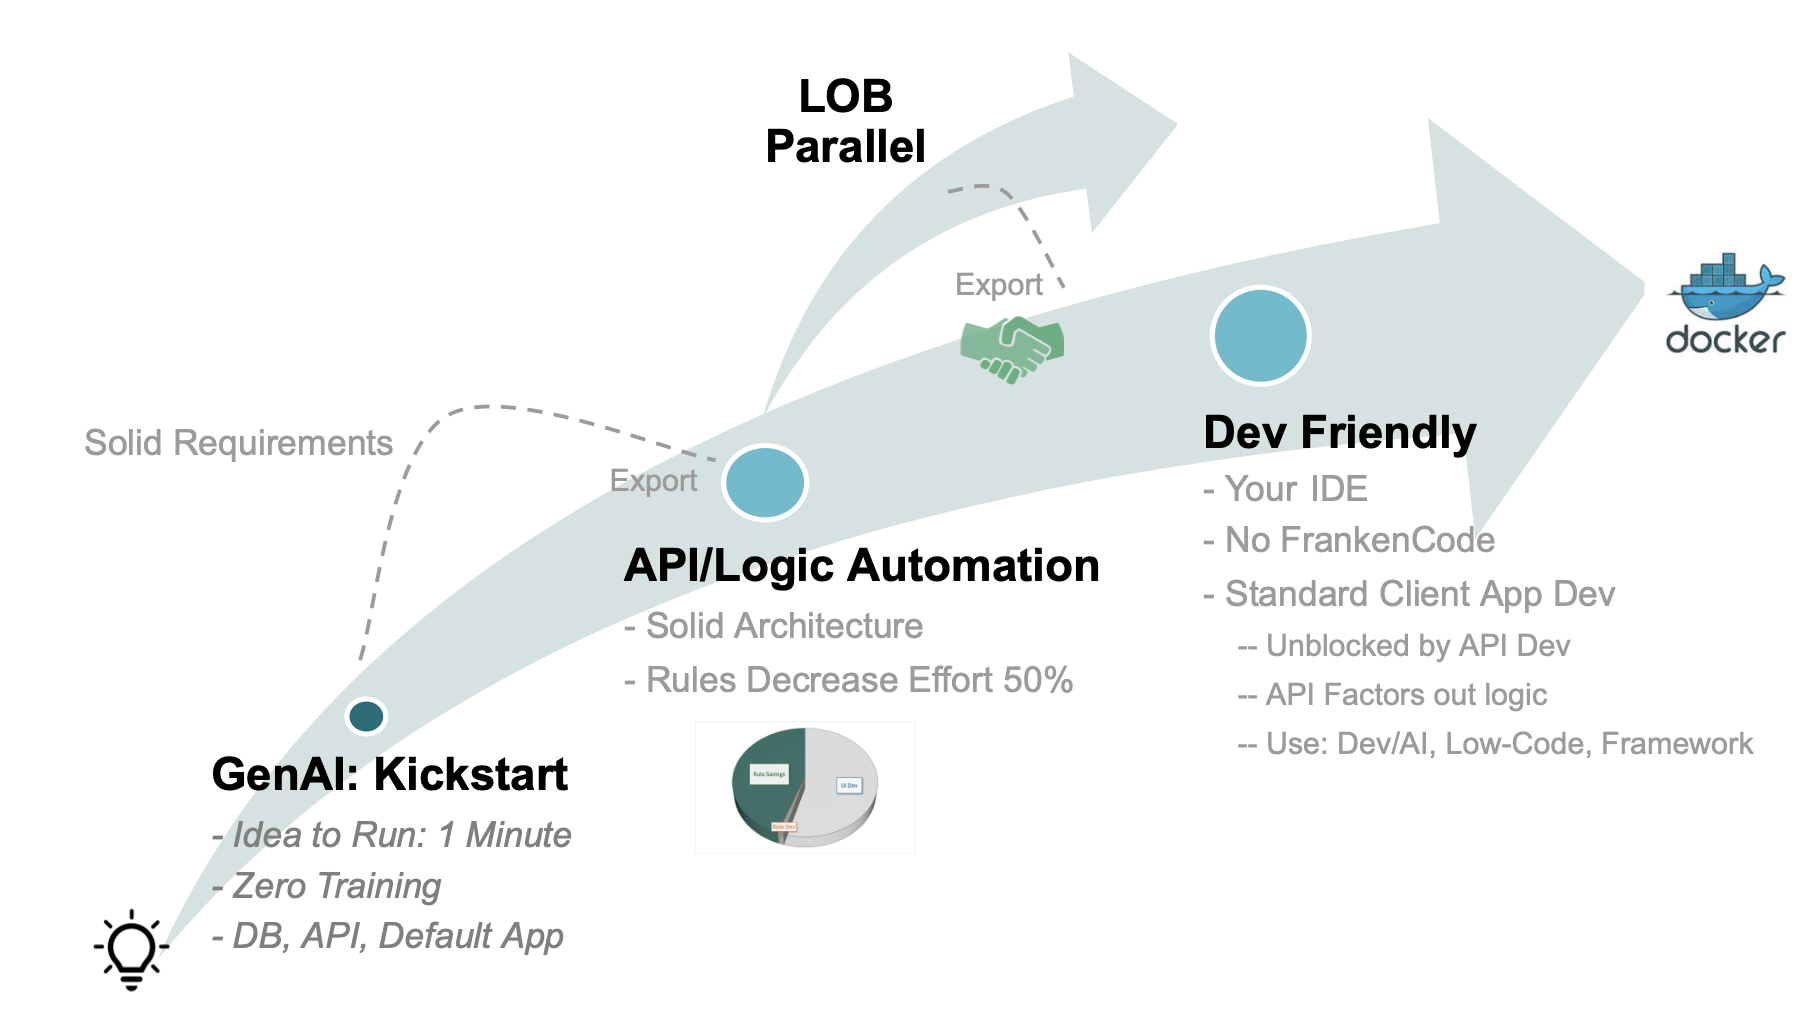 LOB
Parallel
Export
docker
Solid Requirements
Export
GenAI: Kickstart
- Idea to Run: 1 Minute
- Zero Training
- DB, API, Default App
API/Logic Automation
- Solid Architecture
- Rules Decrease Effort 50%
Rule Savings
UI Dev
Rule Dev
Dev Friendly
- Your IDE
- No FrankenCode
- Standard Client App Dev
-- Unblocked by API Dev
-- API Factors out logic
-- Use: Dev/AI, Low-Code, Framework